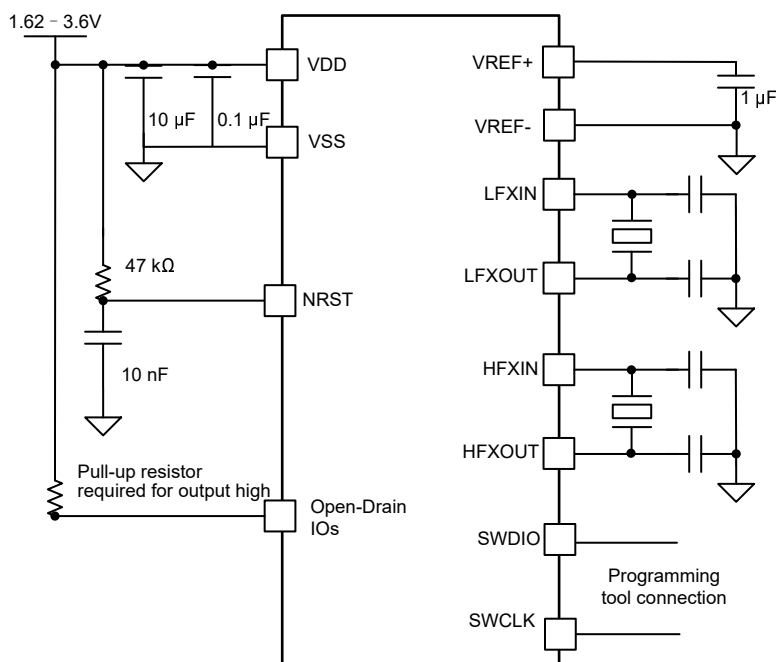 1.62 - 3.6V
VDD
10 µF
0.1 µF
VSS
47 kΩ
NRST
10 nF
Pull-up resistor
required for output high
Open-Drain
IOs
VREF+
1 µF
VREF-
LFXIN
LFXOUT
HFXIN
HFXOUT
SWDIO
Programming
tool connection
SWCLK